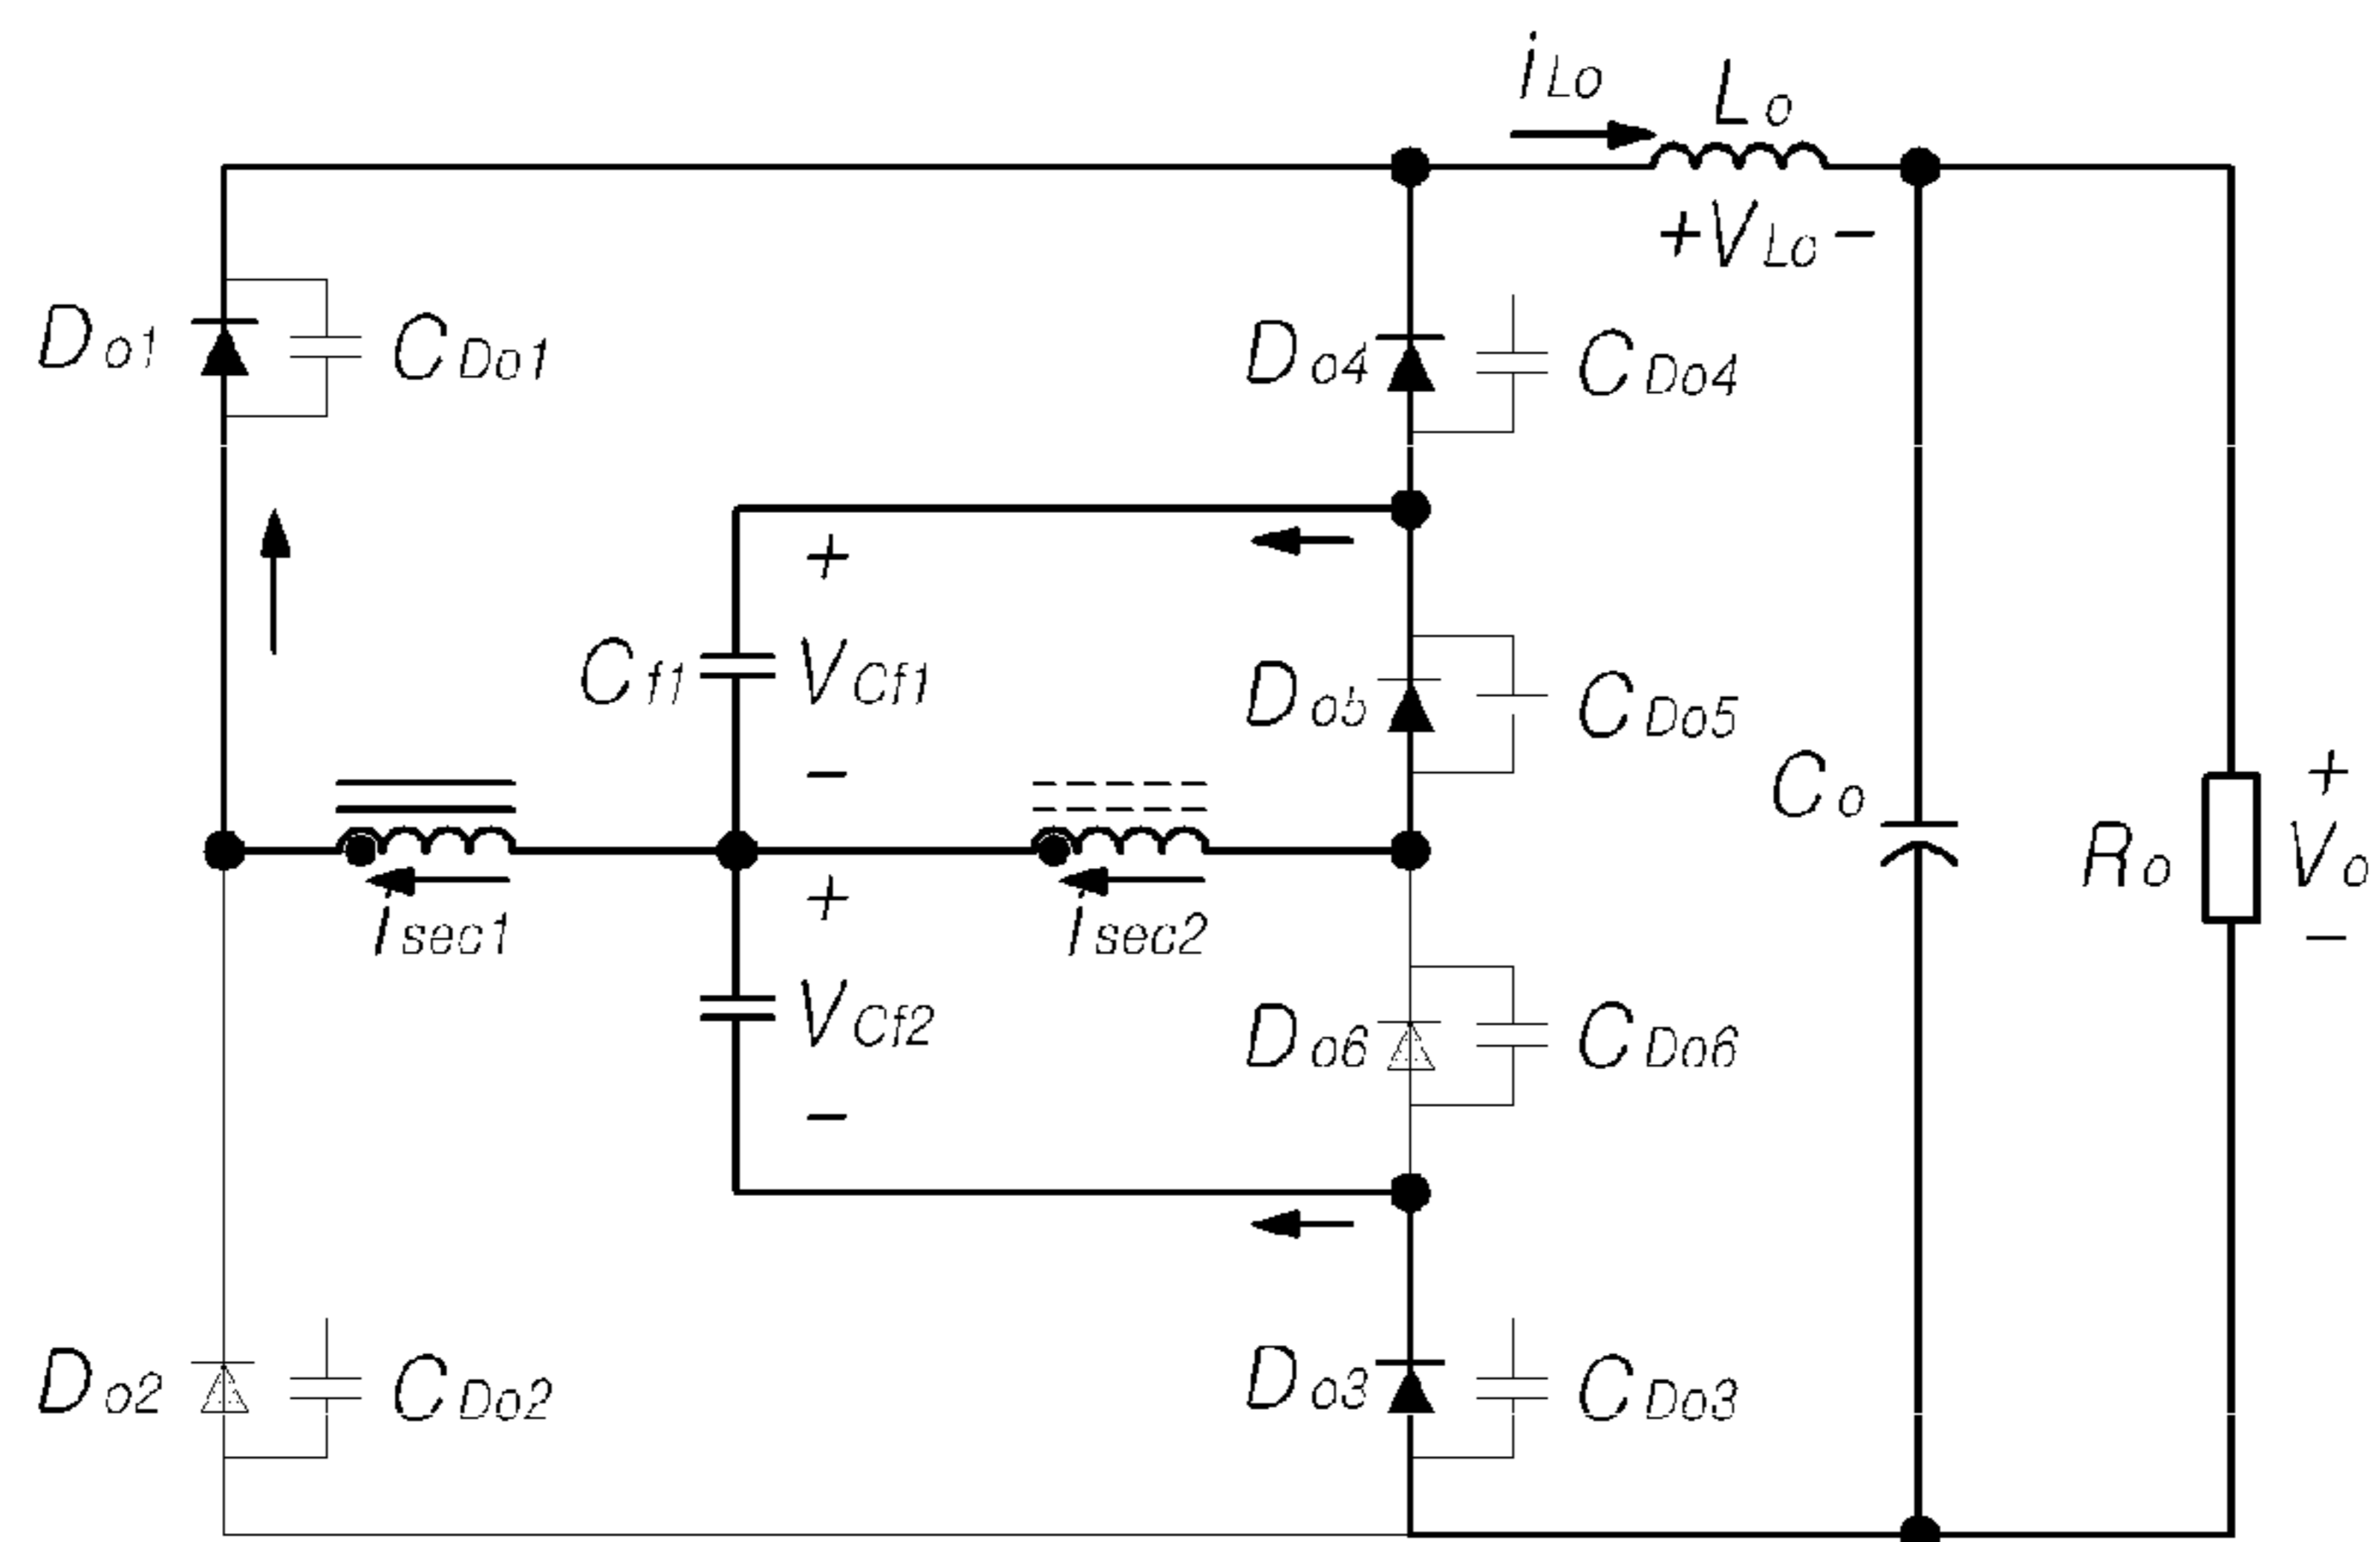 iLo
Lo
+VLo−
Do1
CDo1
Do4
CDo4
+
Cf1
VCf1
−
Do5
CDo5
Co
Ro
+
Vo
−
isec1
isec2
+
VCf2
−
Do6
CDo6
Do2
CDo2
Do3
CDo3